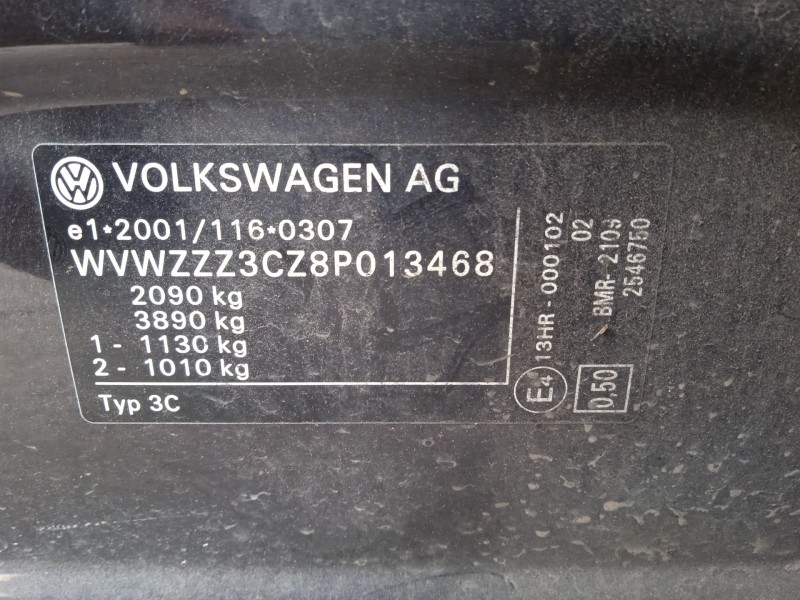 VOLKSWAGEN AG
e1*2001/116*0307
WVWZZZ3CZ8P013468
2090 kg
3890 kg
1 - 1130 kg
2 - 1010 kg
Typ 3C
E4 13HR - 000102
02
BMR- 2109
0,50 2546750